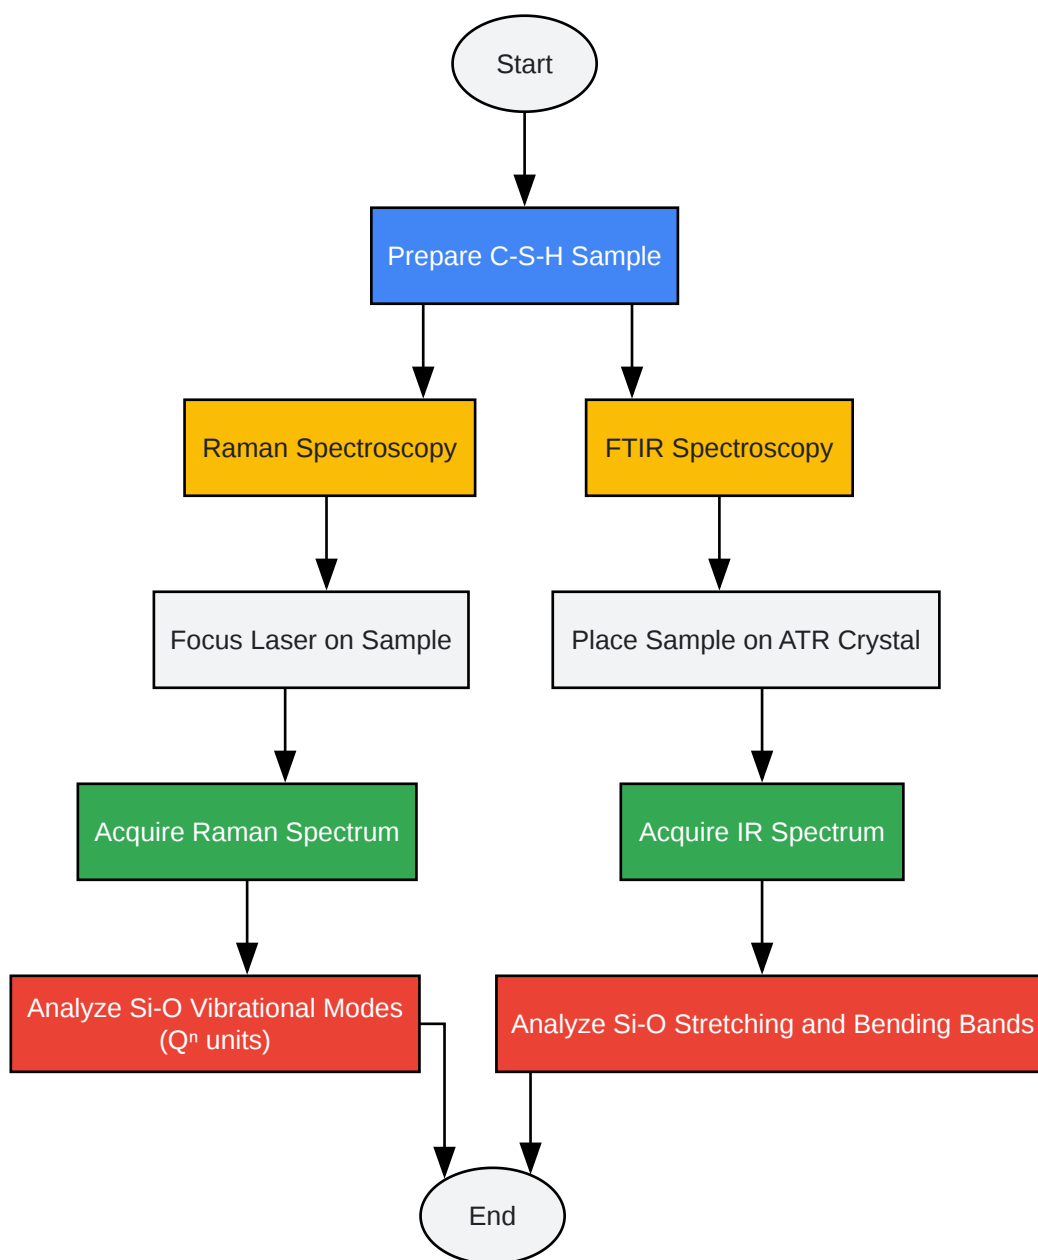 Start
Prepare C-S-H Sample
Raman Spectroscopy
FTIR Spectroscopy
Focus Laser on Sample
Place Sample on ATR Crystal
Acquire Raman Spectrum
Acquire IR Spectrum
Analyze Si-O Vibrational Modes
(Qⁿ units)
Analyze Si-O Stretching and Bending Bands
End